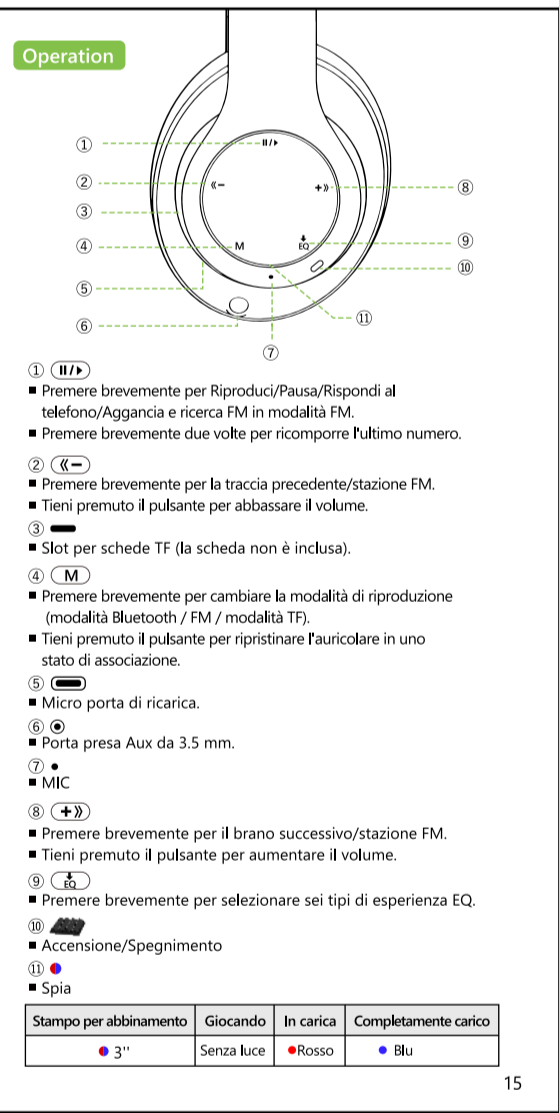 Operation
① II/▶
② «−
③
④ M
⑤
⑥
⑦
+» ⑧
EQ ⑨
⑩
⑪
① II/▶
■ Premere brevemente per Riproduci/Pausa/Rispondi al
telefono/Aggancia e ricerca FM in modalità FM.
■ Premere brevemente due volte per ricomporre l'ultimo numero.
② «−
■ Premere brevemente per la traccia precedente/stazione FM.
■ Tieni premuto il pulsante per abbassare il volume.
③
■ Slot per schede TF (la scheda non è inclusa).
④ M
■ Premere brevemente per cambiare la modalità di riproduzione
(modalità Bluetooth / FM / modalità TF).
■ Tieni premuto il pulsante per ripristinare l'auricolare in uno
stato di associazione.
⑤
■ Micro porta di ricarica.
⑥
■ Porta presa Aux da 3.5 mm.
⑦ •
■ MIC
⑧ +»
■ Premere brevemente per il brano successivo/stazione FM.
■ Tieni premuto il pulsante per aumentare il volume.
⑨ EQ
■ Premere brevemente per selezionare sei tipi di esperienza EQ.
⑩
■ Accensione/Spegnimento
⑪
■ Spia
Stampo per abbinamento Giocando In carica Completamente carico
3'' Senza luce ●Rosso ● Blu
15